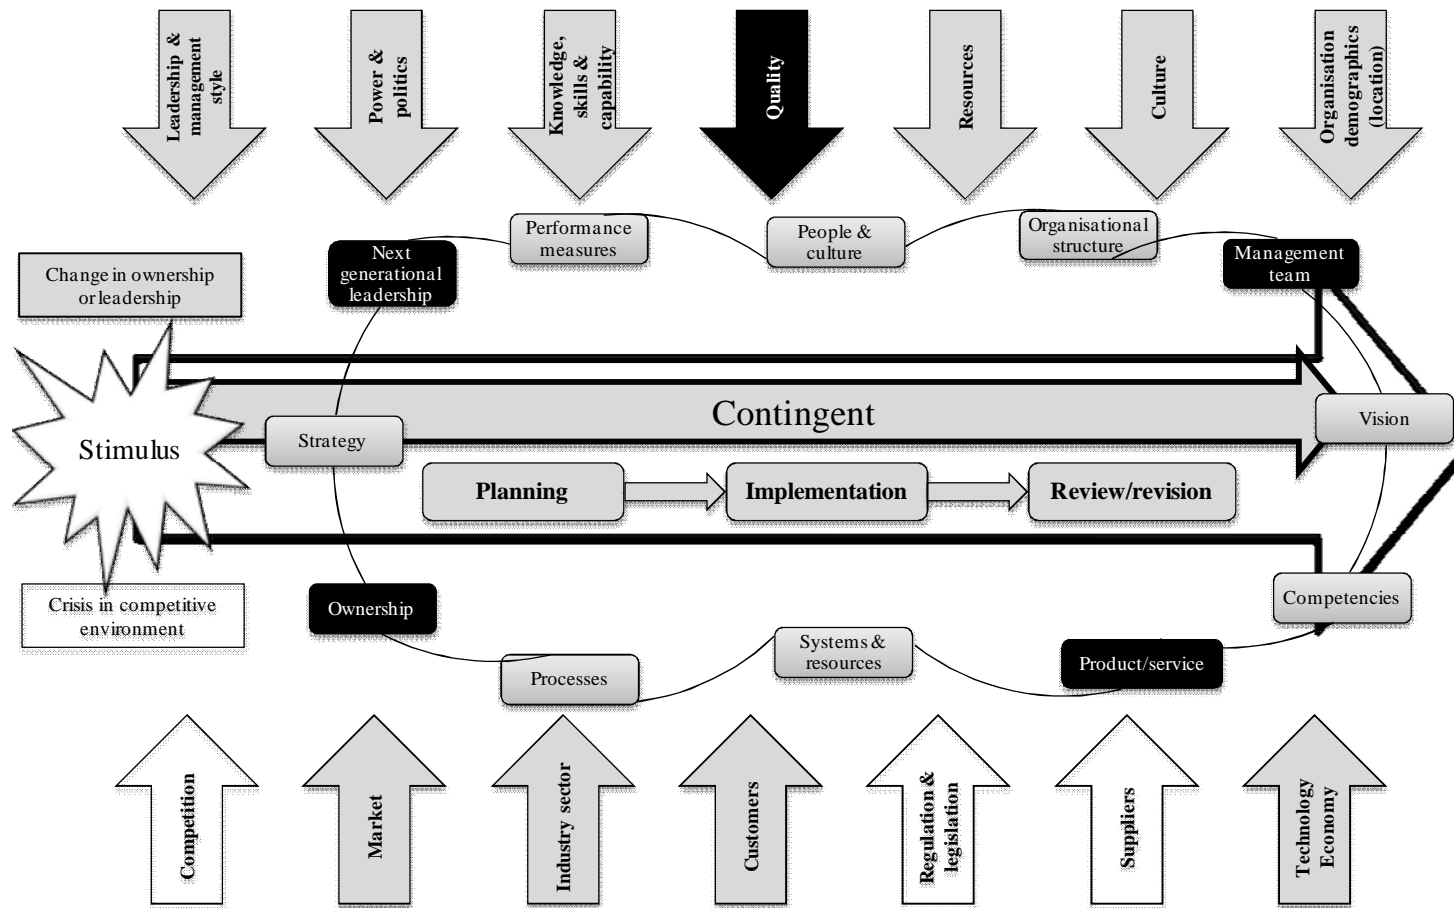 Leadership &
management
style
Power &
politics
Knowledge,
skills &
capability
Quality
Resources
Culture
Organisation
demographics
(location)
Performance
measures
People &
culture
Organisational
structure
Next
generational
leadership
Management
team
Change in ownership
or leadership
Contingent
Vision
Stimulus
Strategy
Planning
Implementation
Review/revision
Crisis in competitive
environment
Ownership
Competencies
Systems &
resources
Product/service
Processes
Competition
Market
Industry sector
Customers
Regulation &
legislation
Suppliers
Technology
Economy